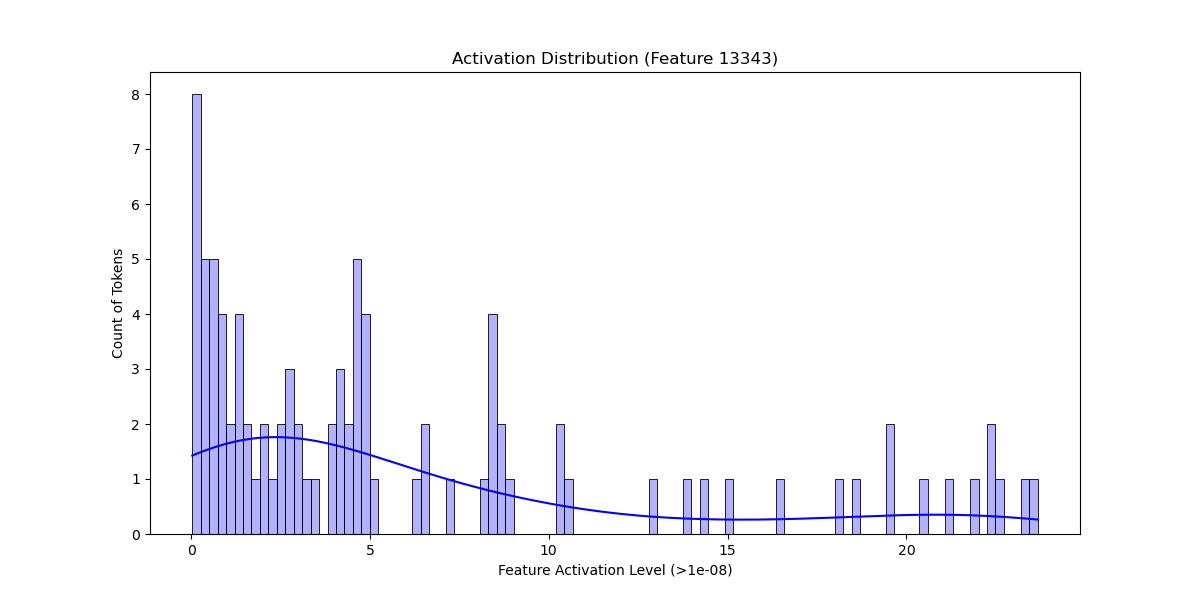 Activation Distribution (Feature 13343)
Count of Tokens
8
7
6
5
4
3
2
1
0
0 5 10 15 20
Feature Activation Level (>1e-08)